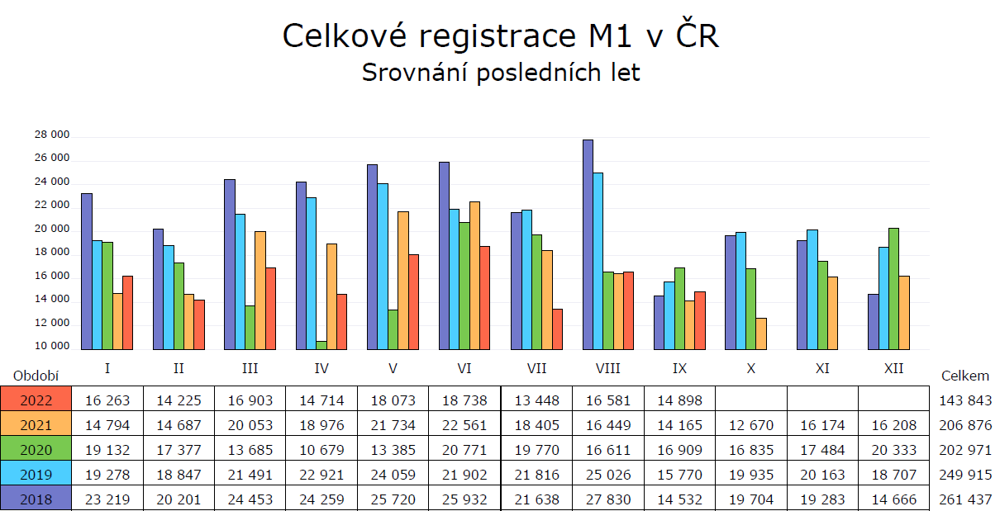 Celkové registrace M1 v ČR
Srovnání posledních let
28 000
26 000
24 000
22 000
20 000
18 000
16 000
14 000
12 000
10 000
I II III IV V VI VII VIII IX X XI XII
Období Celkem
2022 16 263 14 225 16 903 14 714 18 073 18 738 13 448 16 581 14 898 143 843
2021 14 794 14 687 20 053 18 976 21 734 22 561 18 405 16 449 14 165 12 670 16 174 16 208 206 876
2020 19 132 17 377 13 685 10 679 13 385 20 771 19 770 16 611 16 909 16 835 17 484 20 333 202 971
2019 19 278 18 847 21 491 22 921 24 059 21 902 21 816 25 026 15 770 19 935 20 163 18 707 249 915
2018 23 219 20 201 24 453 24 259 25 720 25 932 21 638 27 830 14 532 19 704 19 283 14 666 261 437